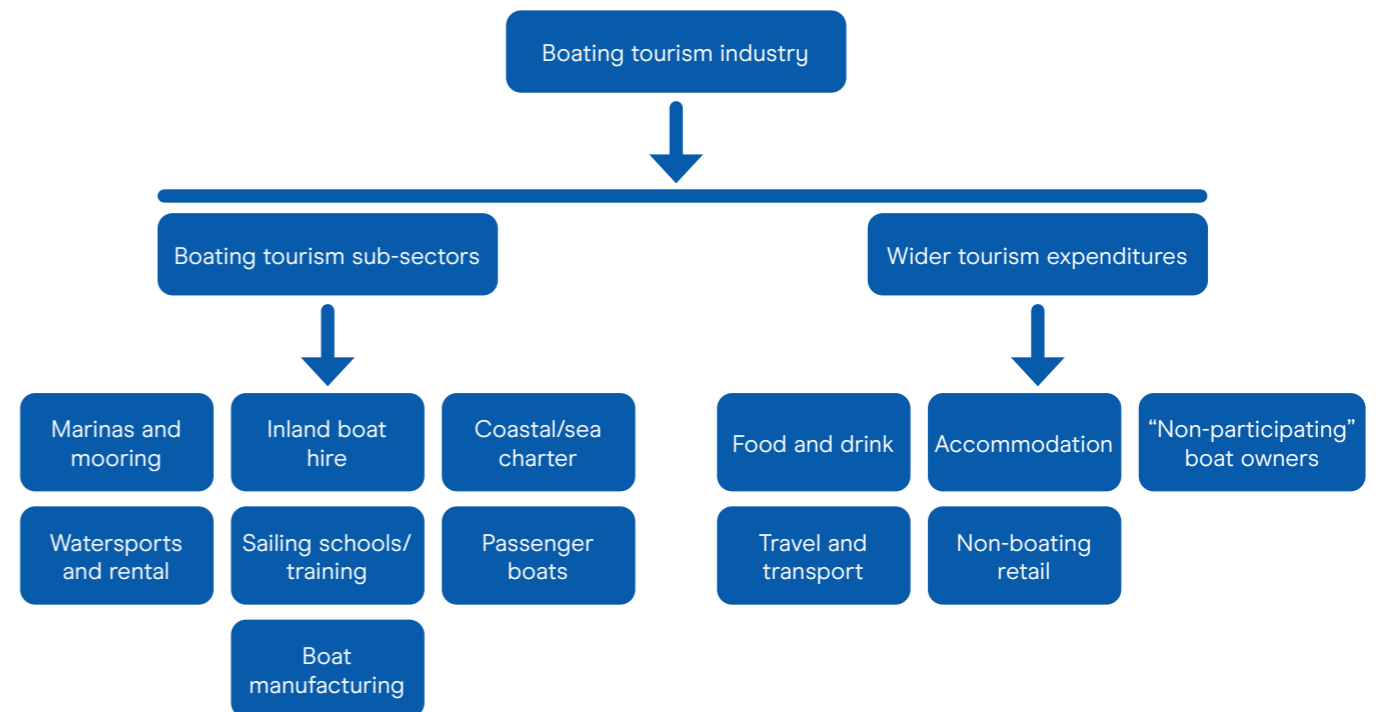 Boating tourism industry
Boating tourism sub-sectors
Wider tourism expenditures
Marinas and
mooring
Inland boat
hire
Coastal/sea
charter
Food and drink
Accommodation
“Non-participating”
boat owners
Watersports
and rental
Sailing schools/
training
Passenger
boats
Travel and
transport
Non-boating
retail
Boat
manufacturing